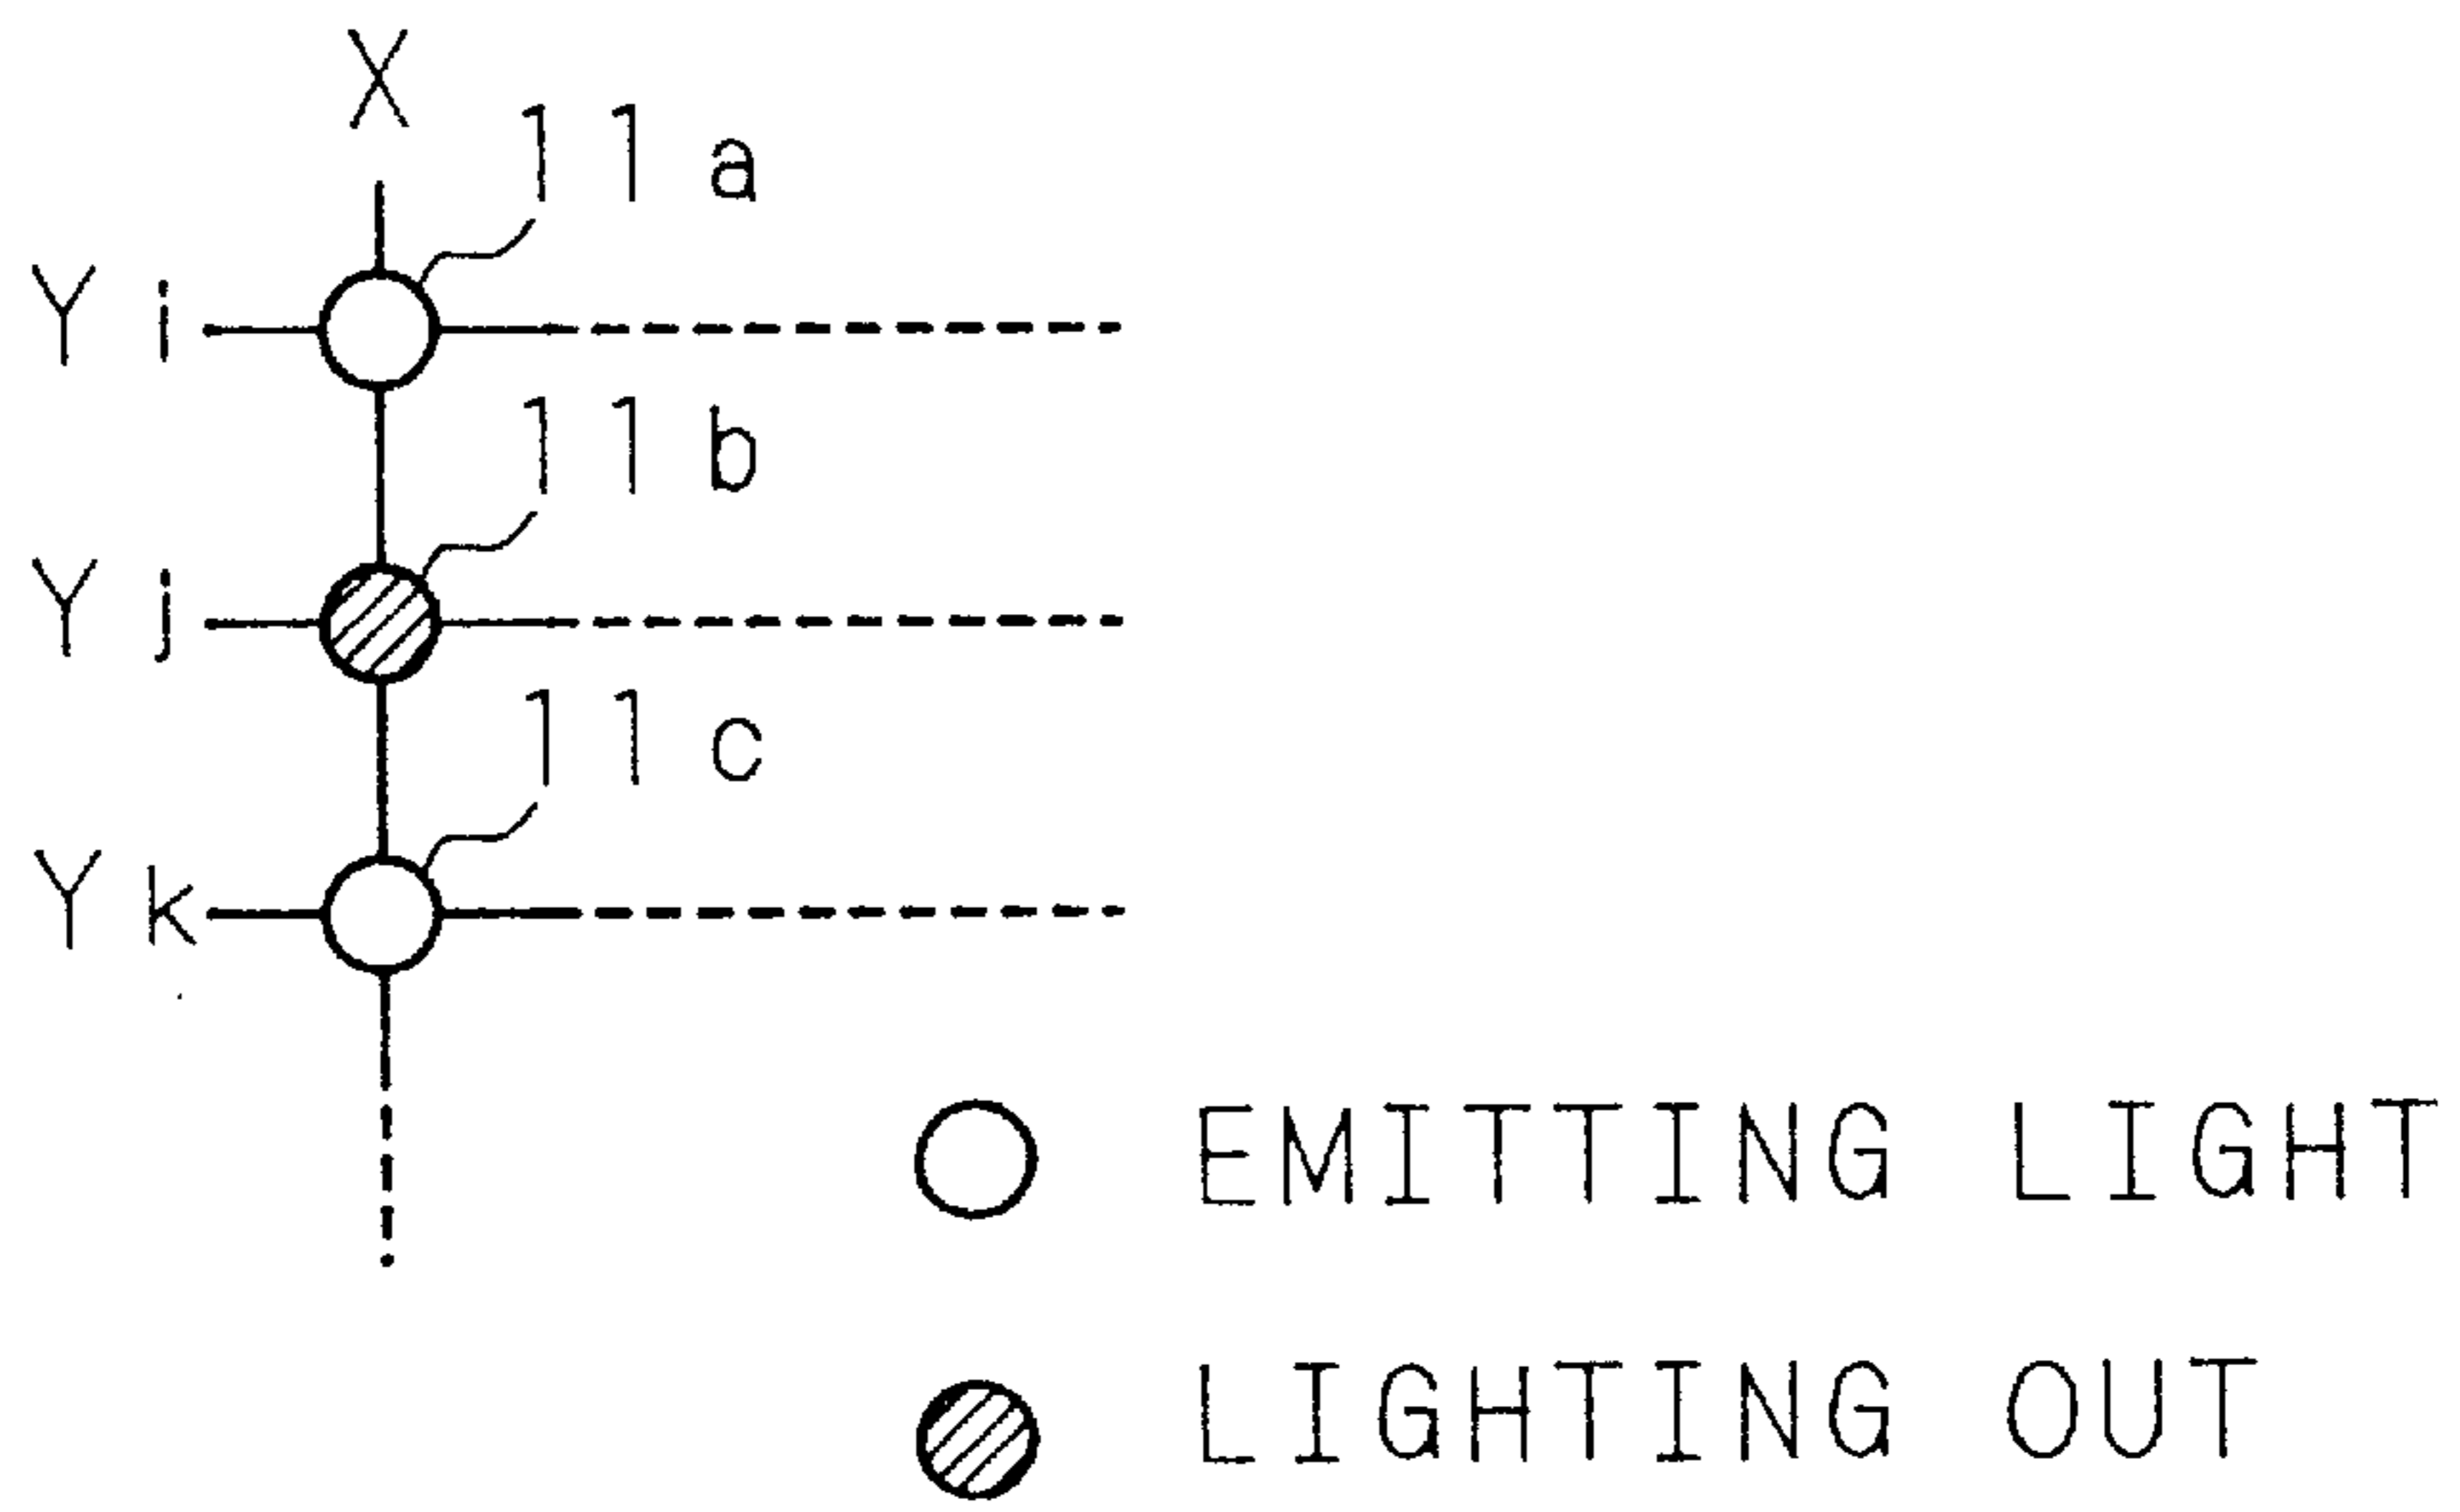 X
11a
Yi
11b
Yj
11c
Yk
EMITTING LIGHT
LIGHTING OUT